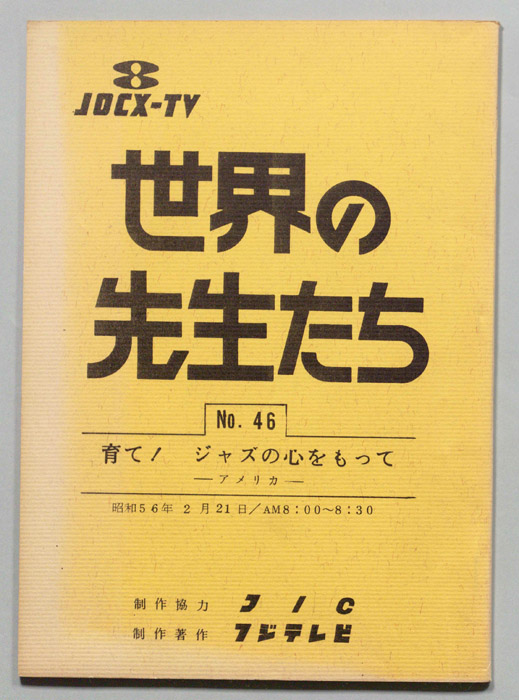 JOCX-TV
世界の
先生たち
No. 46
育て! ジャズの心をもって
―アメリカ―
昭和56年 2月21日/AM8:00~8:30
制作協力 JIC
制作著作 フジテレビ